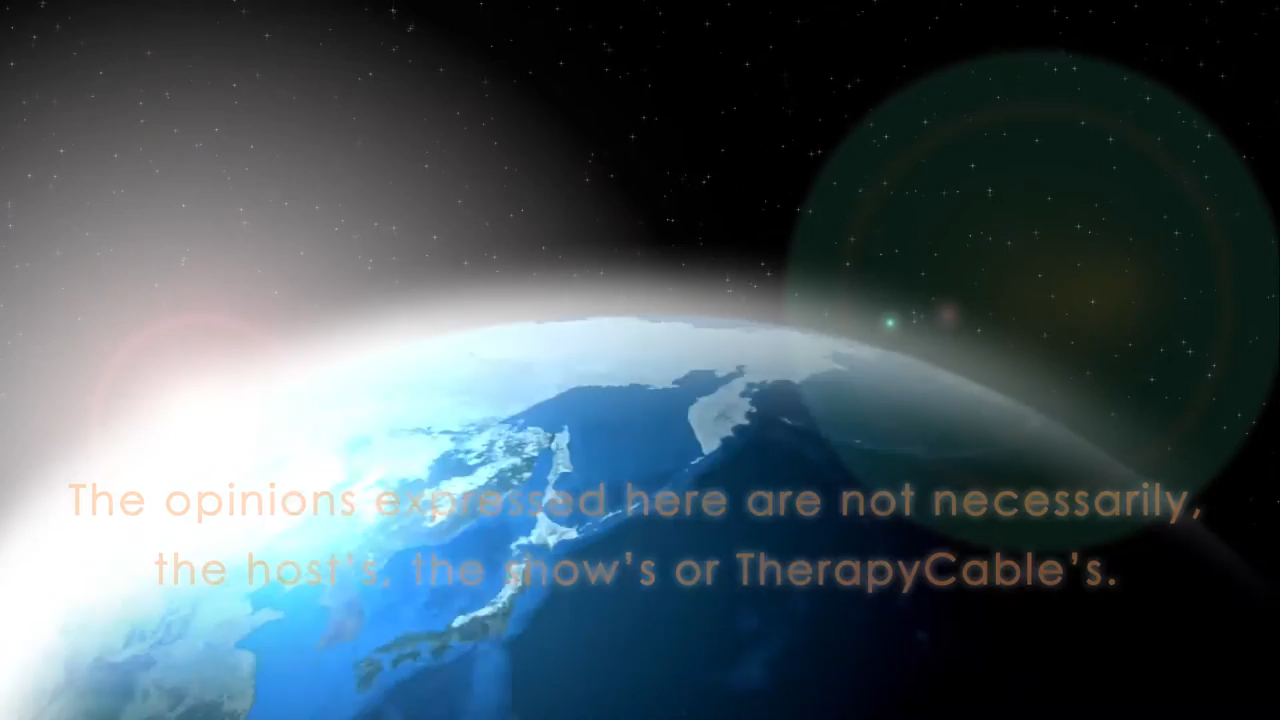 The opinions expressed here are not necessarily,
the host's, the show's or TherapyCable's.